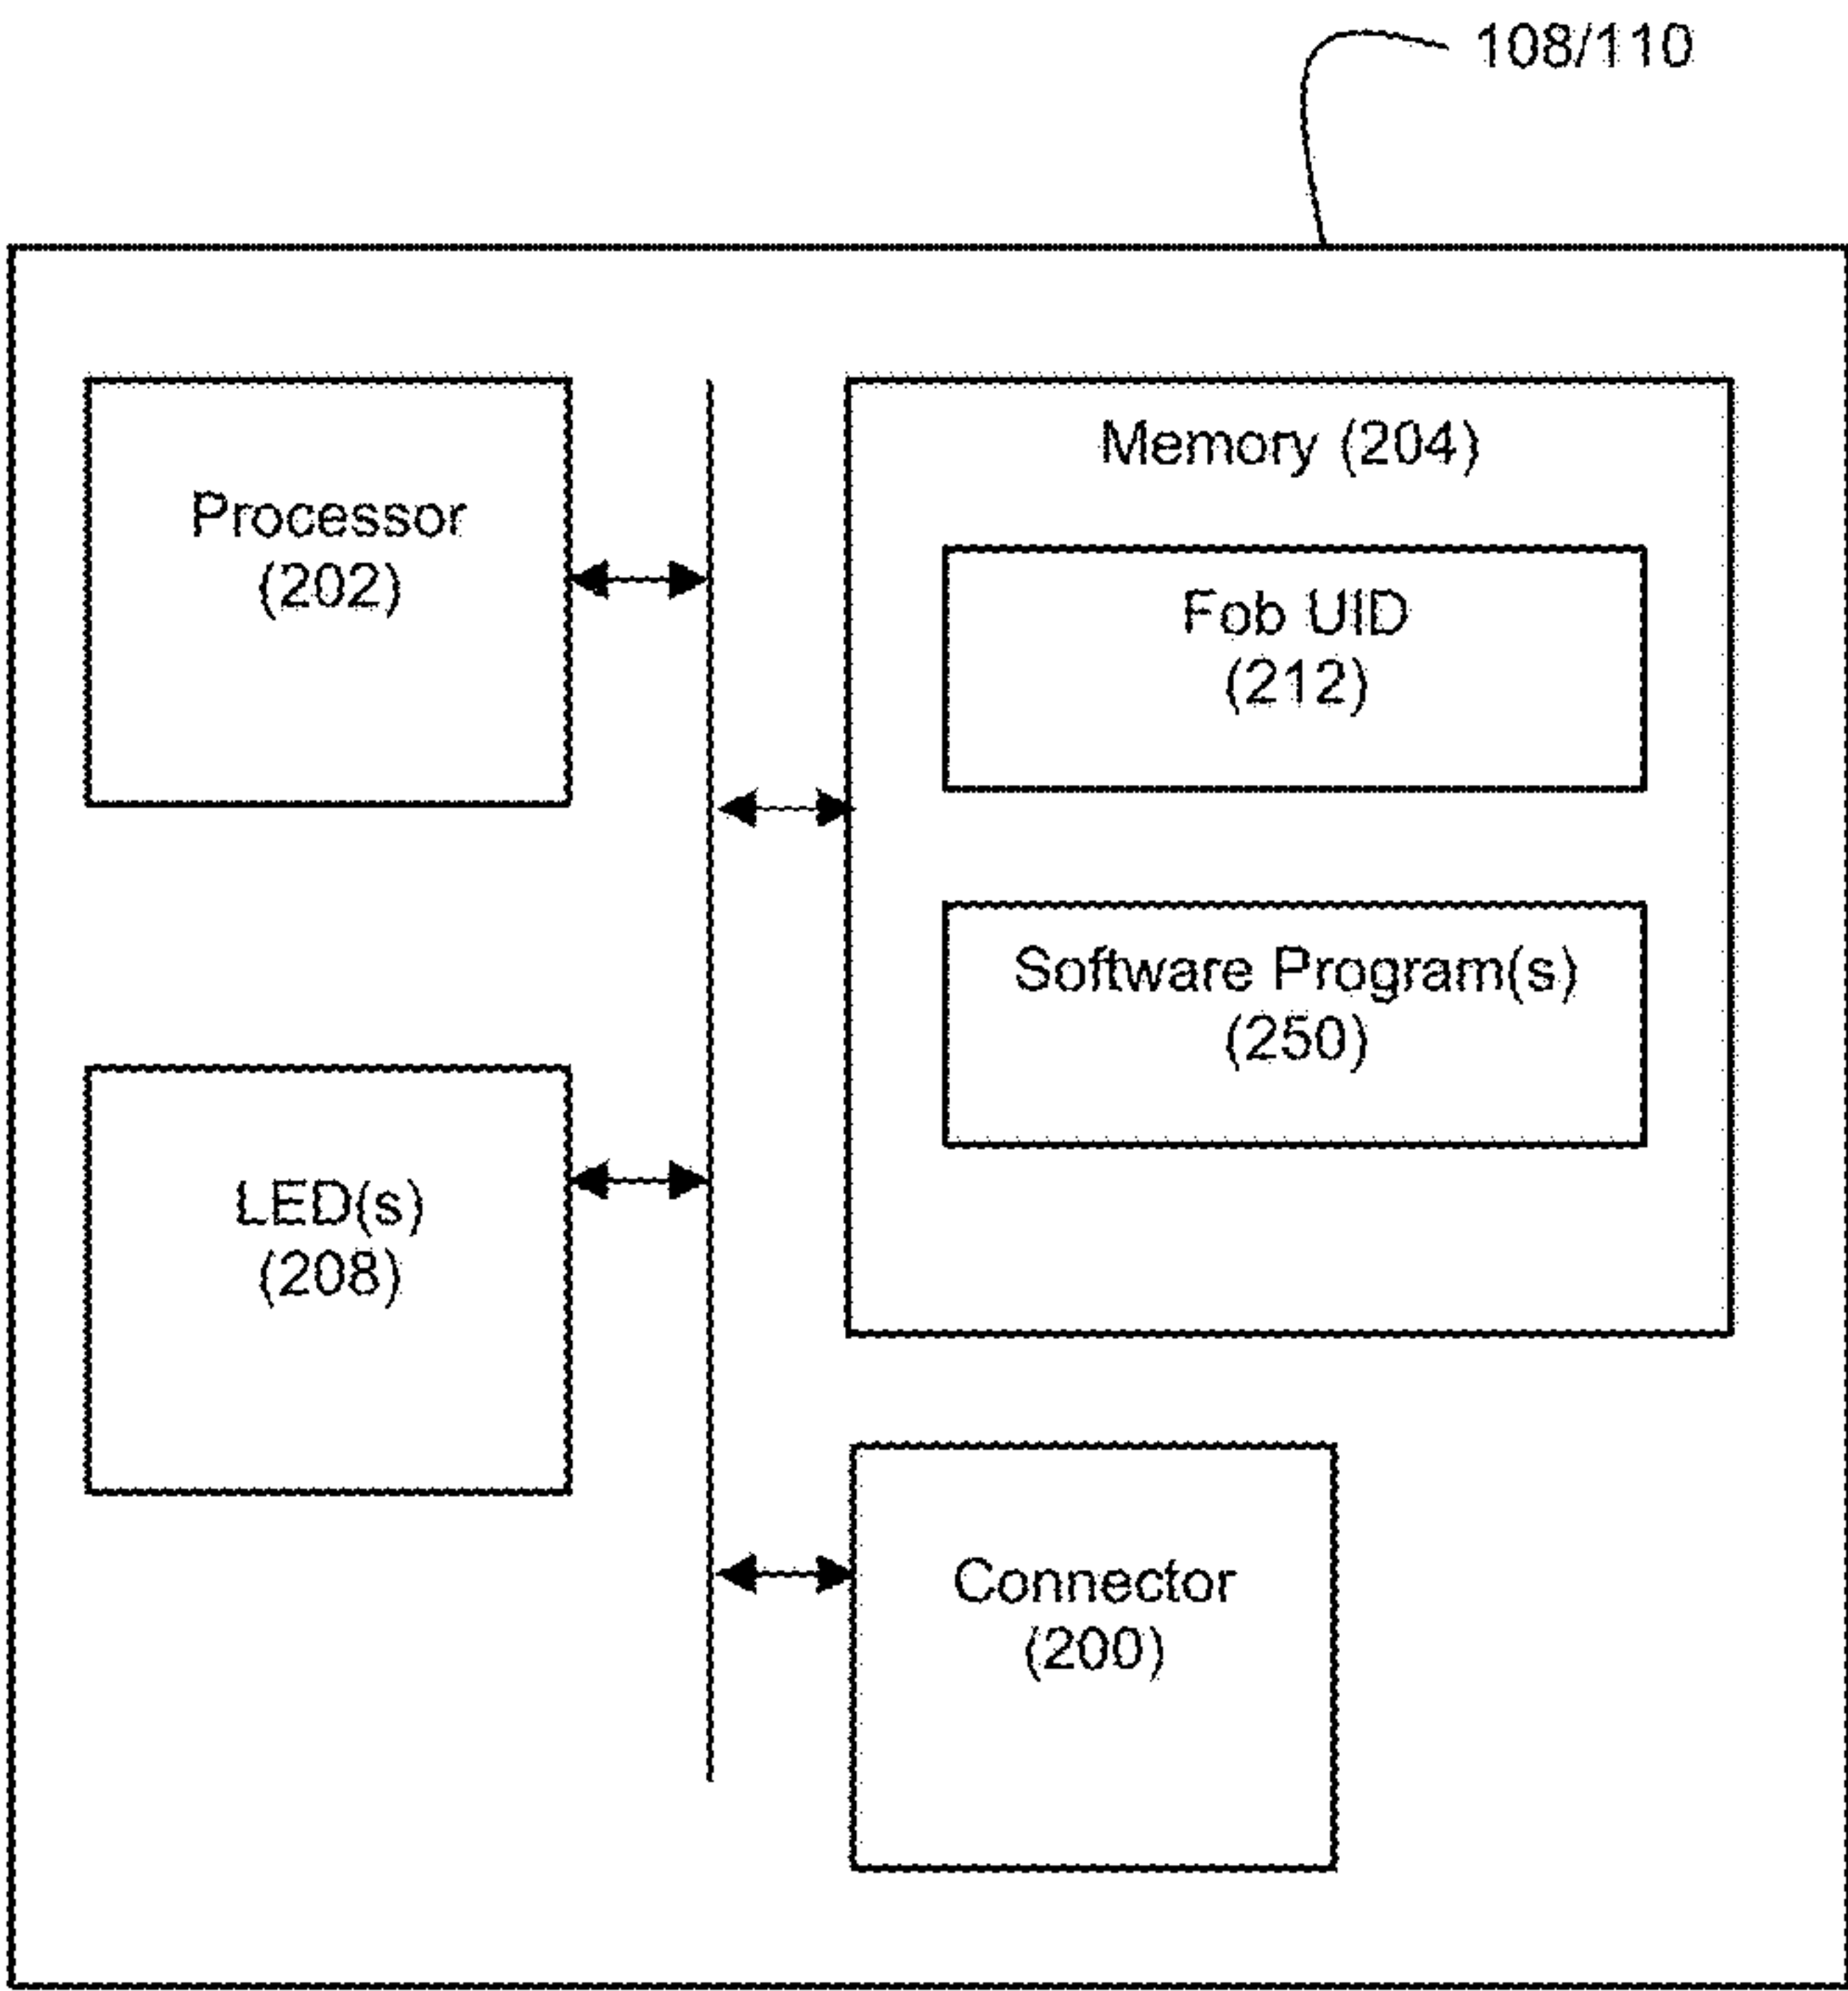 108/110
Processor
(202)
Memory (204)
Fob UID
(212)
Software Program(s)
(250)
LED(s)
(208)
Connector
(200)